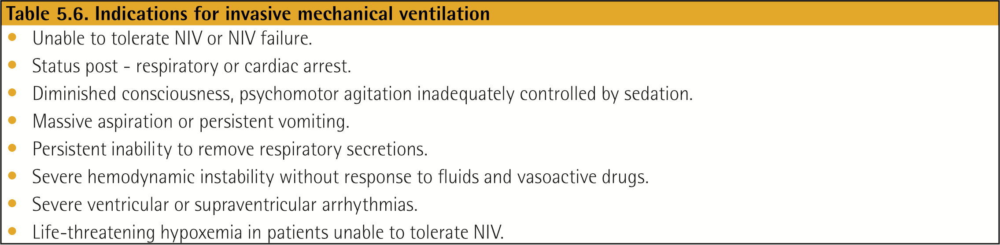 Table 5.6. Indications for invasive mechanical ventilation
• Unable to tolerate NIV or NIV failure.
• Status post - respiratory or cardiac arrest.
• Diminished consciousness, psychomotor agitation inadequately controlled by sedation.
• Massive aspiration or persistent vomiting.
• Persistent inability to remove respiratory secretions.
• Severe hemodynamic instability without response to fluids and vasoactive drugs.
• Severe ventricular or supraventricular arrhythmias.
• Life-threatening hypoxemia in patients unable to tolerate NIV.